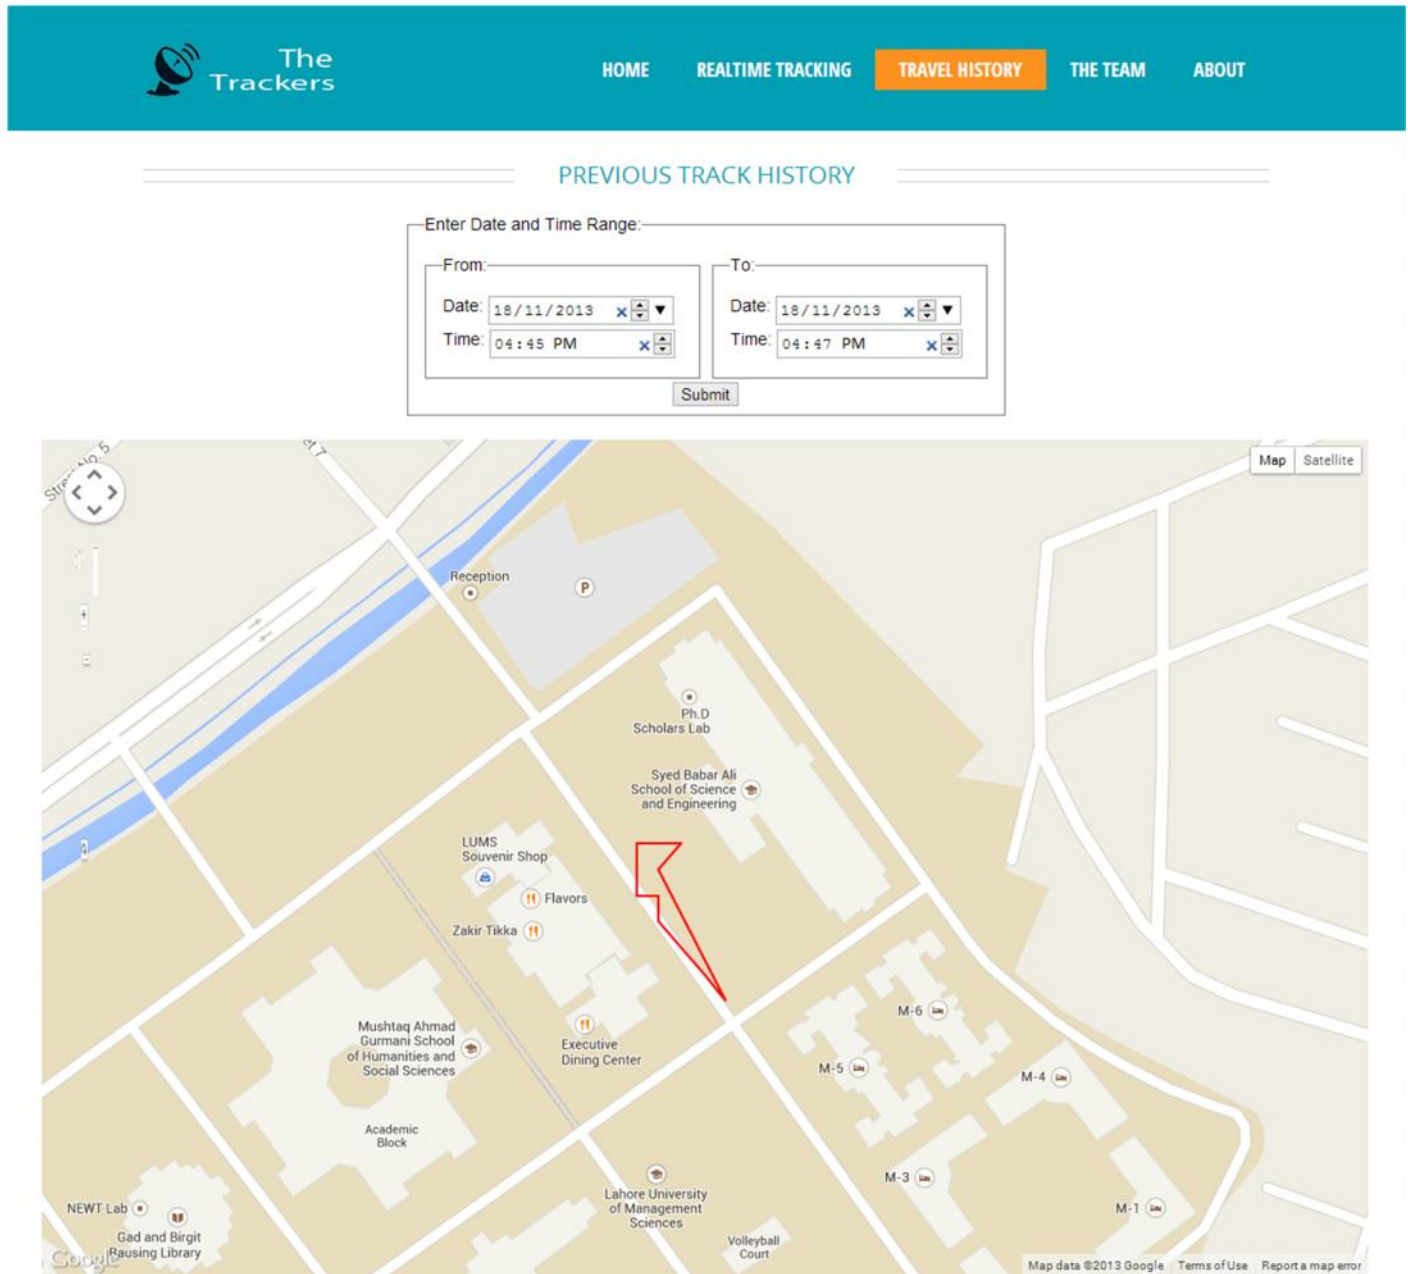 The
Trackers
HOME
REALTIME TRACKING
TRAVEL HISTORY
THE TEAM
ABOUT
PREVIOUS TRACK HISTORY
Enter Date and Time Range:
From:
Date: 18/11/2013
Time: 04:45 PM
To:
Date: 18/11/2013
Time: 04:47 PM
Submit
Map
Satellite
Street No. 5
et 7
Reception
P
Ph.D
Scholars Lab
Syed Babar Ali
School of Science
and Engineering
LUMS
Souvenir Shop
Flavors
Zakir Tikka
Executive
Dining Center
Mushtaq Ahmad
Gurmani School
of Humanities and
Social Sciences
Academic
Block
M-6
M-5
M-4
M-3
M-1
Lahore University
of Management
Sciences
Volleyball
Court
NEWT Lab
Gad and Birgit
Rausing Library
Google
Map data ©2013 Google
Terms of Use
Report a map error